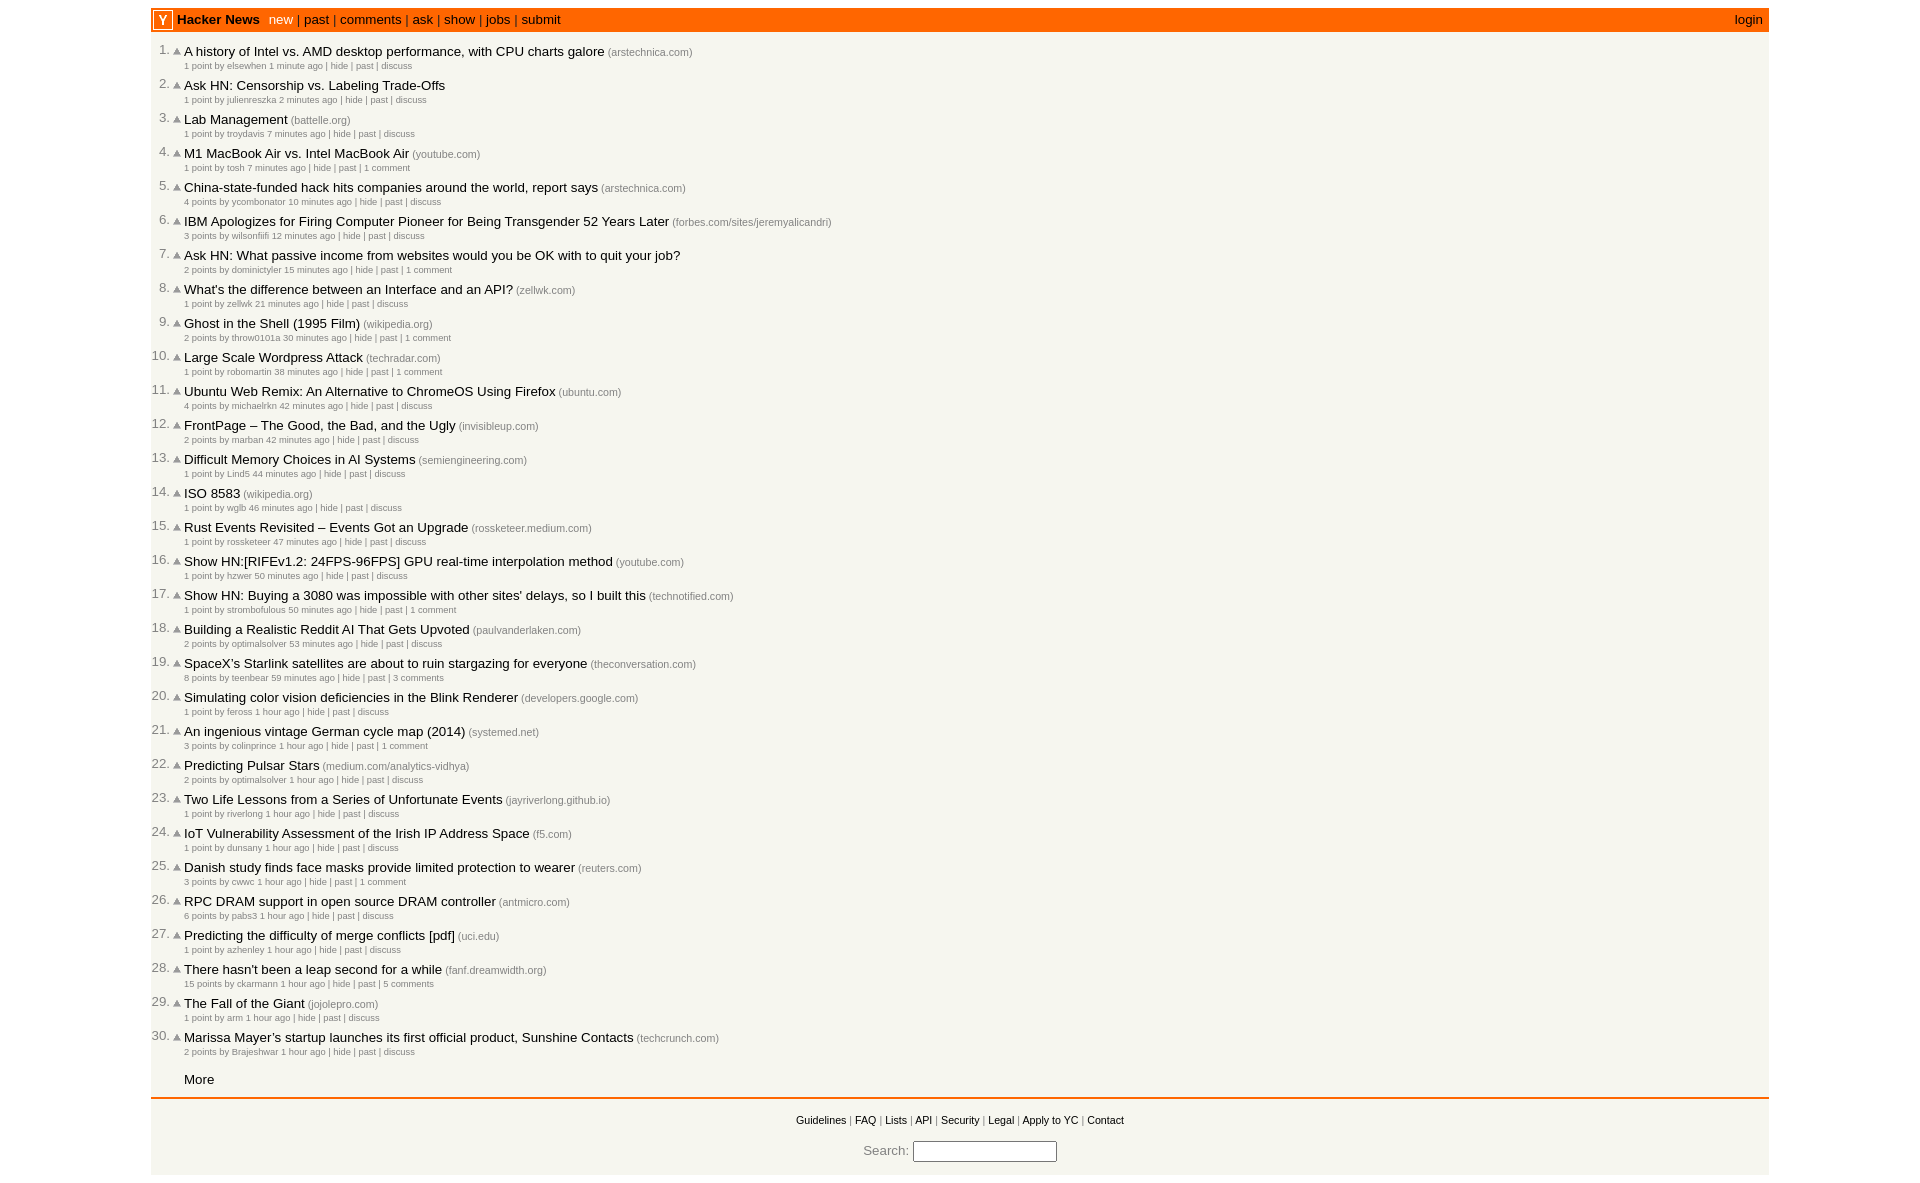 Y Hacker News new | past | comments | ask | show | jobs | submit login
1. A history of Intel vs. AMD desktop performance, with CPU charts galore (arstechnica.com)
1 point by elsewhen 1 minute ago | hide | past | discuss
2. Ask HN: Censorship vs. Labeling Trade-Offs
1 point by julienreszka 2 minutes ago | hide | past | discuss
3. Lab Management (battelle.org)
1 point by troydavis 7 minutes ago | hide | past | discuss
4. M1 MacBook Air vs. Intel MacBook Air (youtube.com)
1 point by tosh 7 minutes ago | hide | past | 1 comment
5. China-state-funded hack hits companies around the world, report says (arstechnica.com)
4 points by ycombonator 10 minutes ago | hide | past | discuss
6. IBM Apologizes for Firing Computer Pioneer for Being Transgender 52 Years Later (forbes.com/sites/jeremyalicandri)
3 points by wilsonfiifi 12 minutes ago | hide | past | discuss
7. Ask HN: What passive income from websites would you be OK with to quit your job?
2 points by dominictyler 15 minutes ago | hide | past | 1 comment
8. What's the difference between an Interface and an API? (zellwk.com)
1 point by zellwk 21 minutes ago | hide | past | discuss
9. Ghost in the Shell (1995 Film) (wikipedia.org)
2 points by throw0101a 30 minutes ago | hide | past | 1 comment
10. Large Scale Wordpress Attack (techradar.com)
1 point by robomartin 38 minutes ago | hide | past | 1 comment
11. Ubuntu Web Remix: An Alternative to ChromeOS Using Firefox (ubuntu.com)
4 points by michaelrkn 42 minutes ago | hide | past | discuss
12. FrontPage – The Good, the Bad, and the Ugly (invisibleup.com)
2 points by marban 42 minutes ago | hide | past | discuss
13. Difficult Memory Choices in AI Systems (semiengineering.com)
1 point by Lind5 44 minutes ago | hide | past | discuss
14. ISO 8583 (wikipedia.org)
1 point by wglb 46 minutes ago | hide | past | discuss
15. Rust Events Revisited – Events Got an Upgrade (rossketeer.medium.com)
1 point by rossketeer 47 minutes ago | hide | past | discuss
16. Show HN:[RIFEv1.2: 24FPS-96FPS] GPU real-time interpolation method (youtube.com)
1 point by hzwer 50 minutes ago | hide | past | discuss
17. Show HN: Buying a 3080 was impossible with other sites' delays, so I built this (technotified.com)
1 point by strombofulous 50 minutes ago | hide | past | 1 comment
18. Building a Realistic Reddit AI That Gets Upvoted (paulvanderlaken.com)
2 points by optimalsolver 53 minutes ago | hide | past | discuss
19. SpaceX’s Starlink satellites are about to ruin stargazing for everyone (theconversation.com)
8 points by teenbear 59 minutes ago | hide | past | 3 comments
20. Simulating color vision deficiencies in the Blink Renderer (developers.google.com)
1 point by feross 1 hour ago | hide | past | discuss
21. An ingenious vintage German cycle map (2014) (systemed.net)
3 points by colinprince 1 hour ago | hide | past | 1 comment
22. Predicting Pulsar Stars (medium.com/analytics-vidhya)
2 points by optimalsolver 1 hour ago | hide | past | discuss
23. Two Life Lessons from a Series of Unfortunate Events (jayriverlong.github.io)
1 point by riverlong 1 hour ago | hide | past | discuss
24. IoT Vulnerability Assessment of the Irish IP Address Space (f5.com)
1 point by dunsany 1 hour ago | hide | past | discuss
25. Danish study finds face masks provide limited protection to wearer (reuters.com)
3 points by cwwc 1 hour ago | hide | past | 1 comment
26. RPC DRAM support in open source DRAM controller (antmicro.com)
6 points by pabs3 1 hour ago | hide | past | discuss
27. Predicting the difficulty of merge conflicts [pdf] (uci.edu)
1 point by azhenley 1 hour ago | hide | past | discuss
28. There hasn't been a leap second for a while (fanf.dreamwidth.org)
15 points by ckarmann 1 hour ago | hide | past | 5 comments
29. The Fall of the Giant (jojolepro.com)
1 point by arm 1 hour ago | hide | past | discuss
30. Marissa Mayer’s startup launches its first official product, Sunshine Contacts (techcrunch.com)
2 points by Brajeshwar 1 hour ago | hide | past | discuss
More
Guidelines | FAQ | Lists | API | Security | Legal | Apply to YC | Contact
Search: